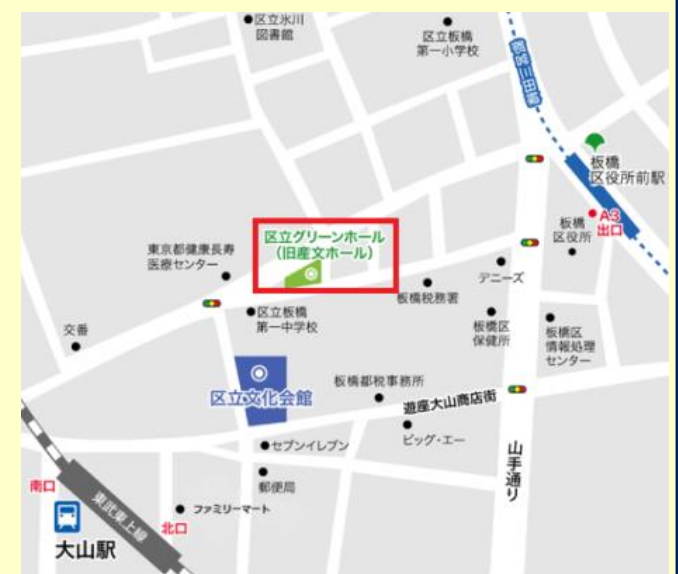 区立氷川
図書館
区立板橋
第一小学校
都営三田線
板橋
区役所前駅
A3
出口
板橋
区役所
区立グリーンホール
(旧産文ホール)
東京都健康長寿
医療センター
デニーズ
板橋税務署
区立板橋
第一中学校
板橋区
保健所
板橋区
情報処理
センター
交番
区立文化会館
板橋都税事務所
遊座大山商店街
ビッグ・エー
山手通り
セブンイレブン
郵便局
ファミリーマート
南口
東武東上線
北口
大山駅